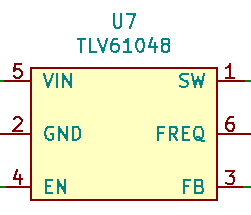 U7
TLV61048
5 VIN SW 1
2 GND FREQ 6
4 EN FB 3